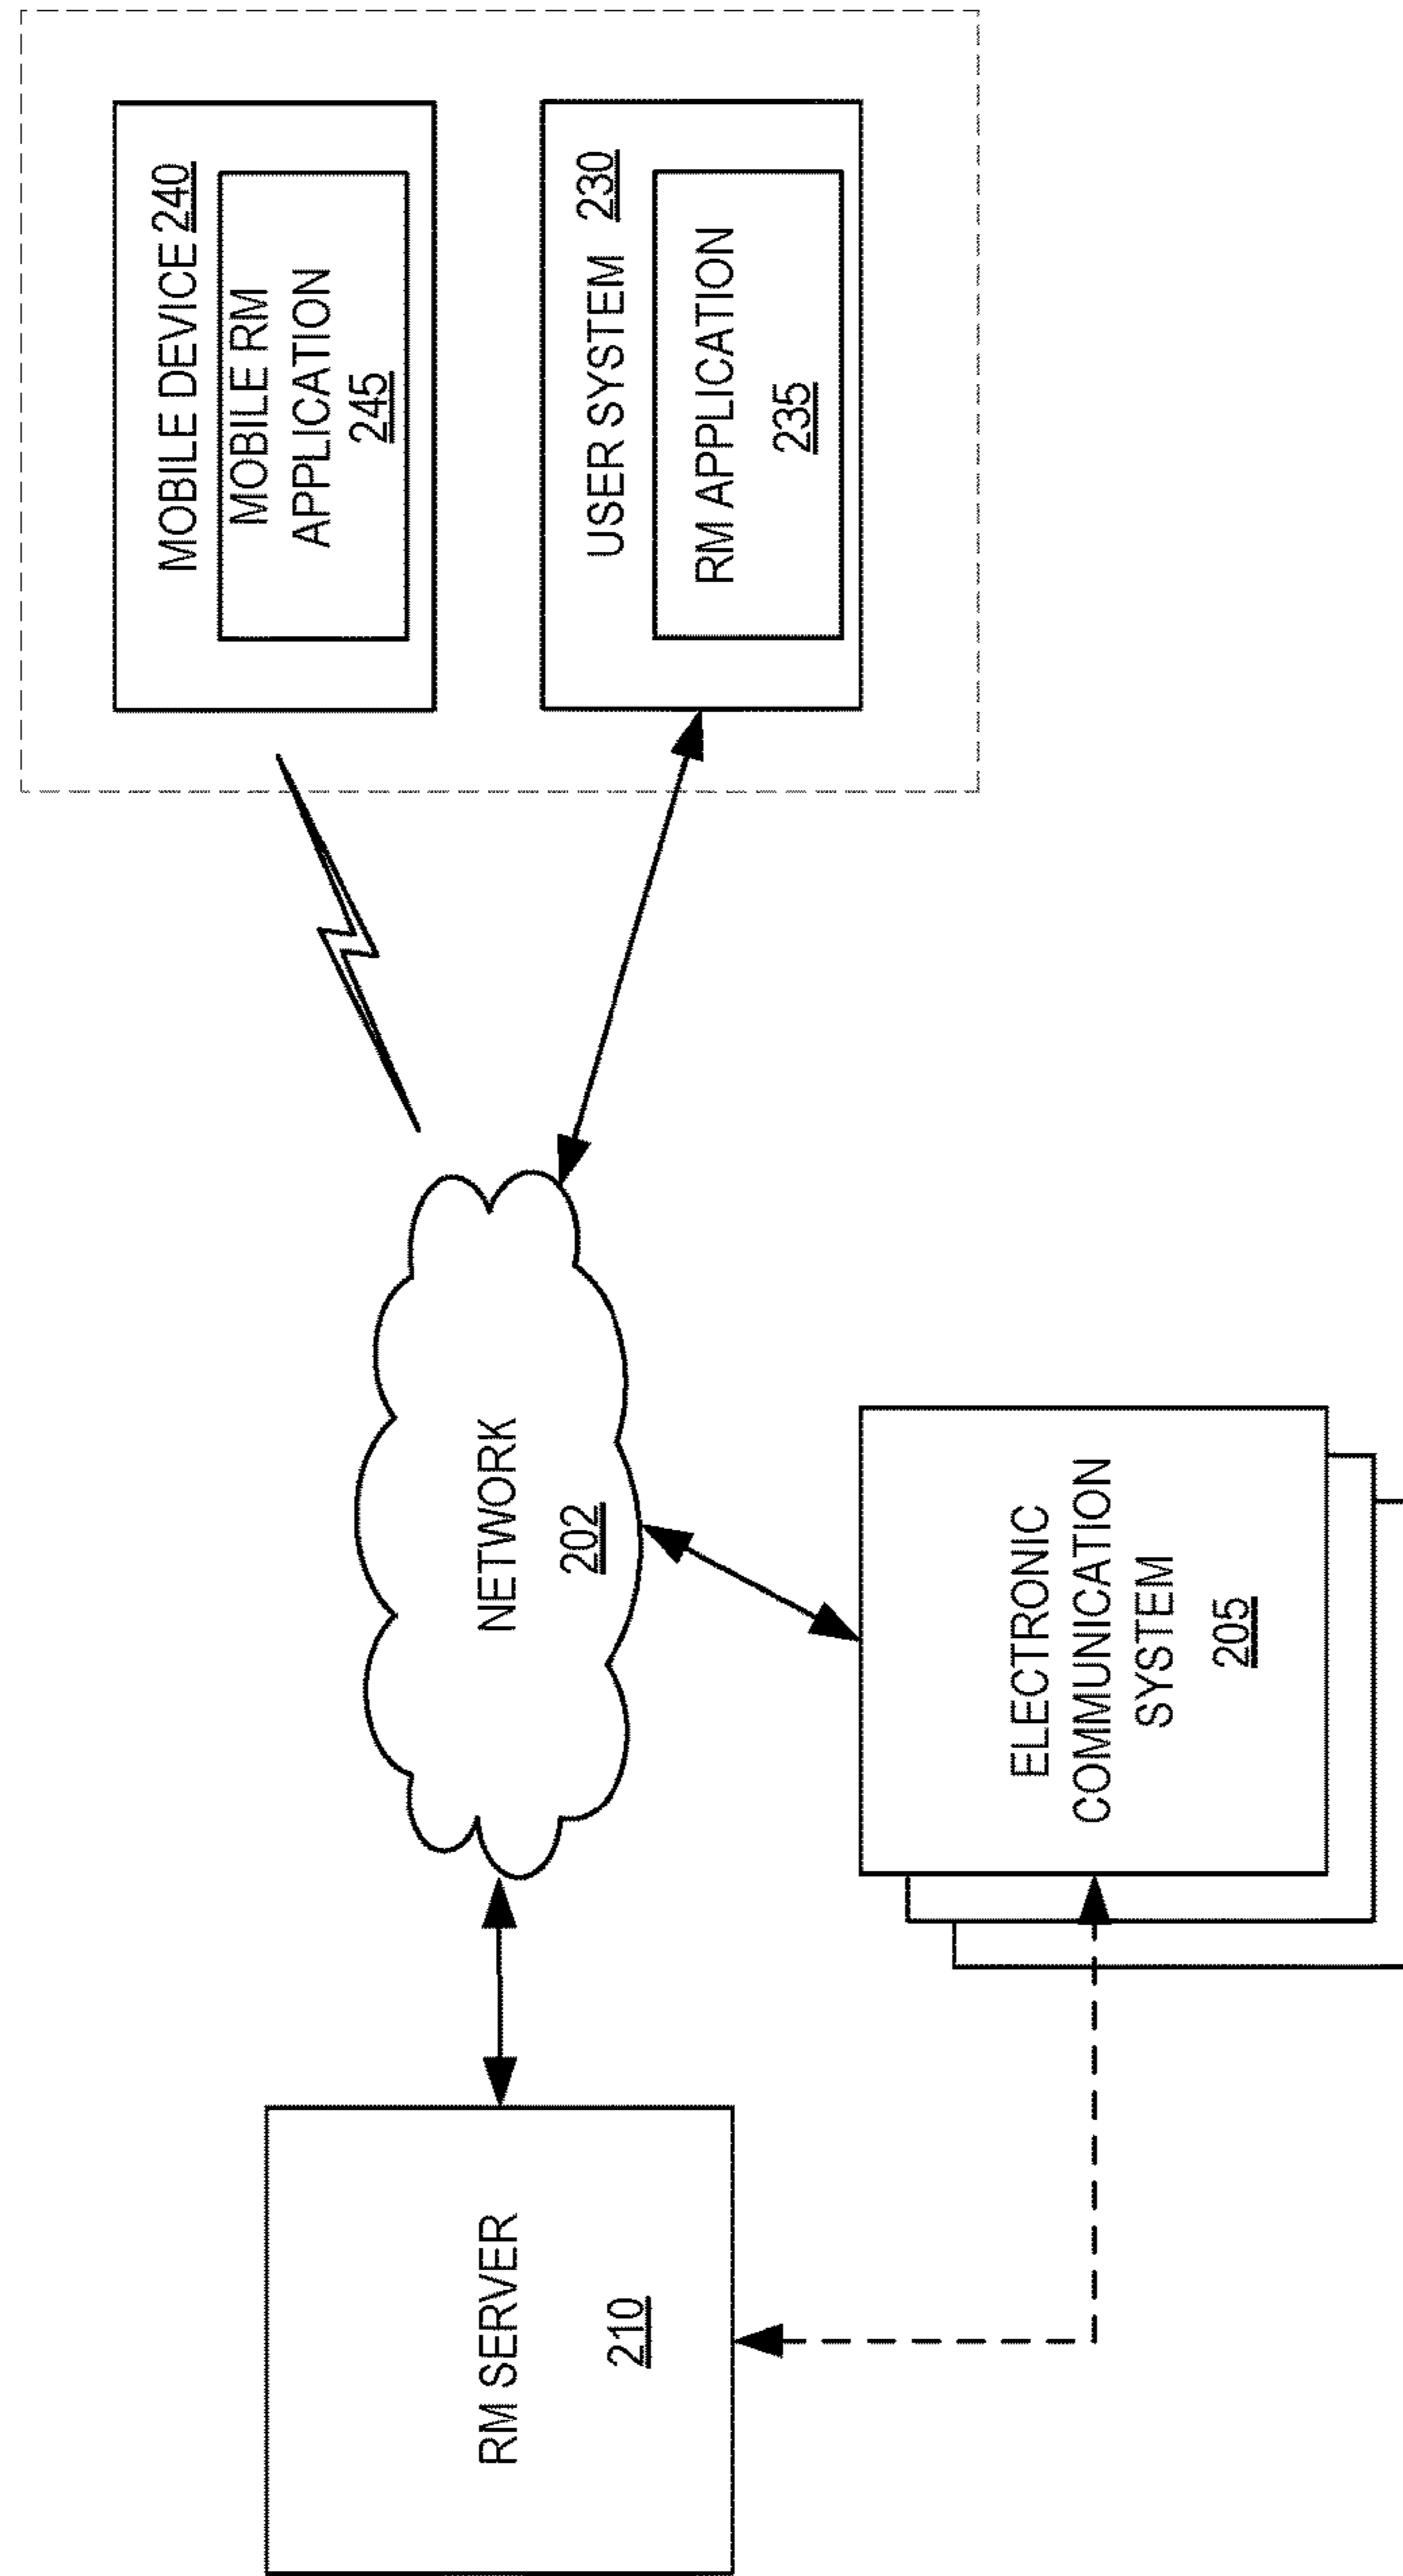 MOBILE DEVICE 240
MOBILE RM
APPLICATION
245
USER SYSTEM 230
RM APPLICATION
235
NETWORK
202
ELECTRONIC
COMMUNICATION
SYSTEM
205
RM SERVER
210